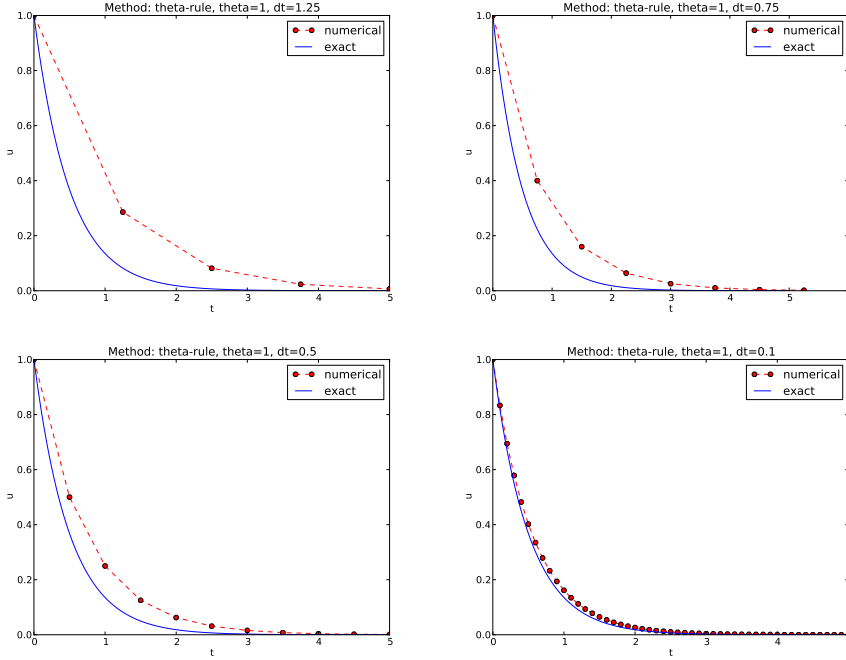 Method: theta-rule, theta=1, dt=1.25
1.0
0.8
0.6
0.4
0.2
0.0
u
0 1 2 3 4 5
t
numerical
exact
Method: theta-rule, theta=1, dt=0.75
1.0
0.8
0.6
0.4
0.2
0.0
u
0 1 2 3 4 5
t
numerical
exact
Method: theta-rule, theta=1, dt=0.5
1.0
0.8
0.6
0.4
0.2
0.0
u
0 1 2 3 4 5
t
numerical
exact
Method: theta-rule, theta=1, dt=0.1
1.0
0.8
0.6
0.4
0.2
0.0
u
0 1 2 3 4
t
numerical
exact